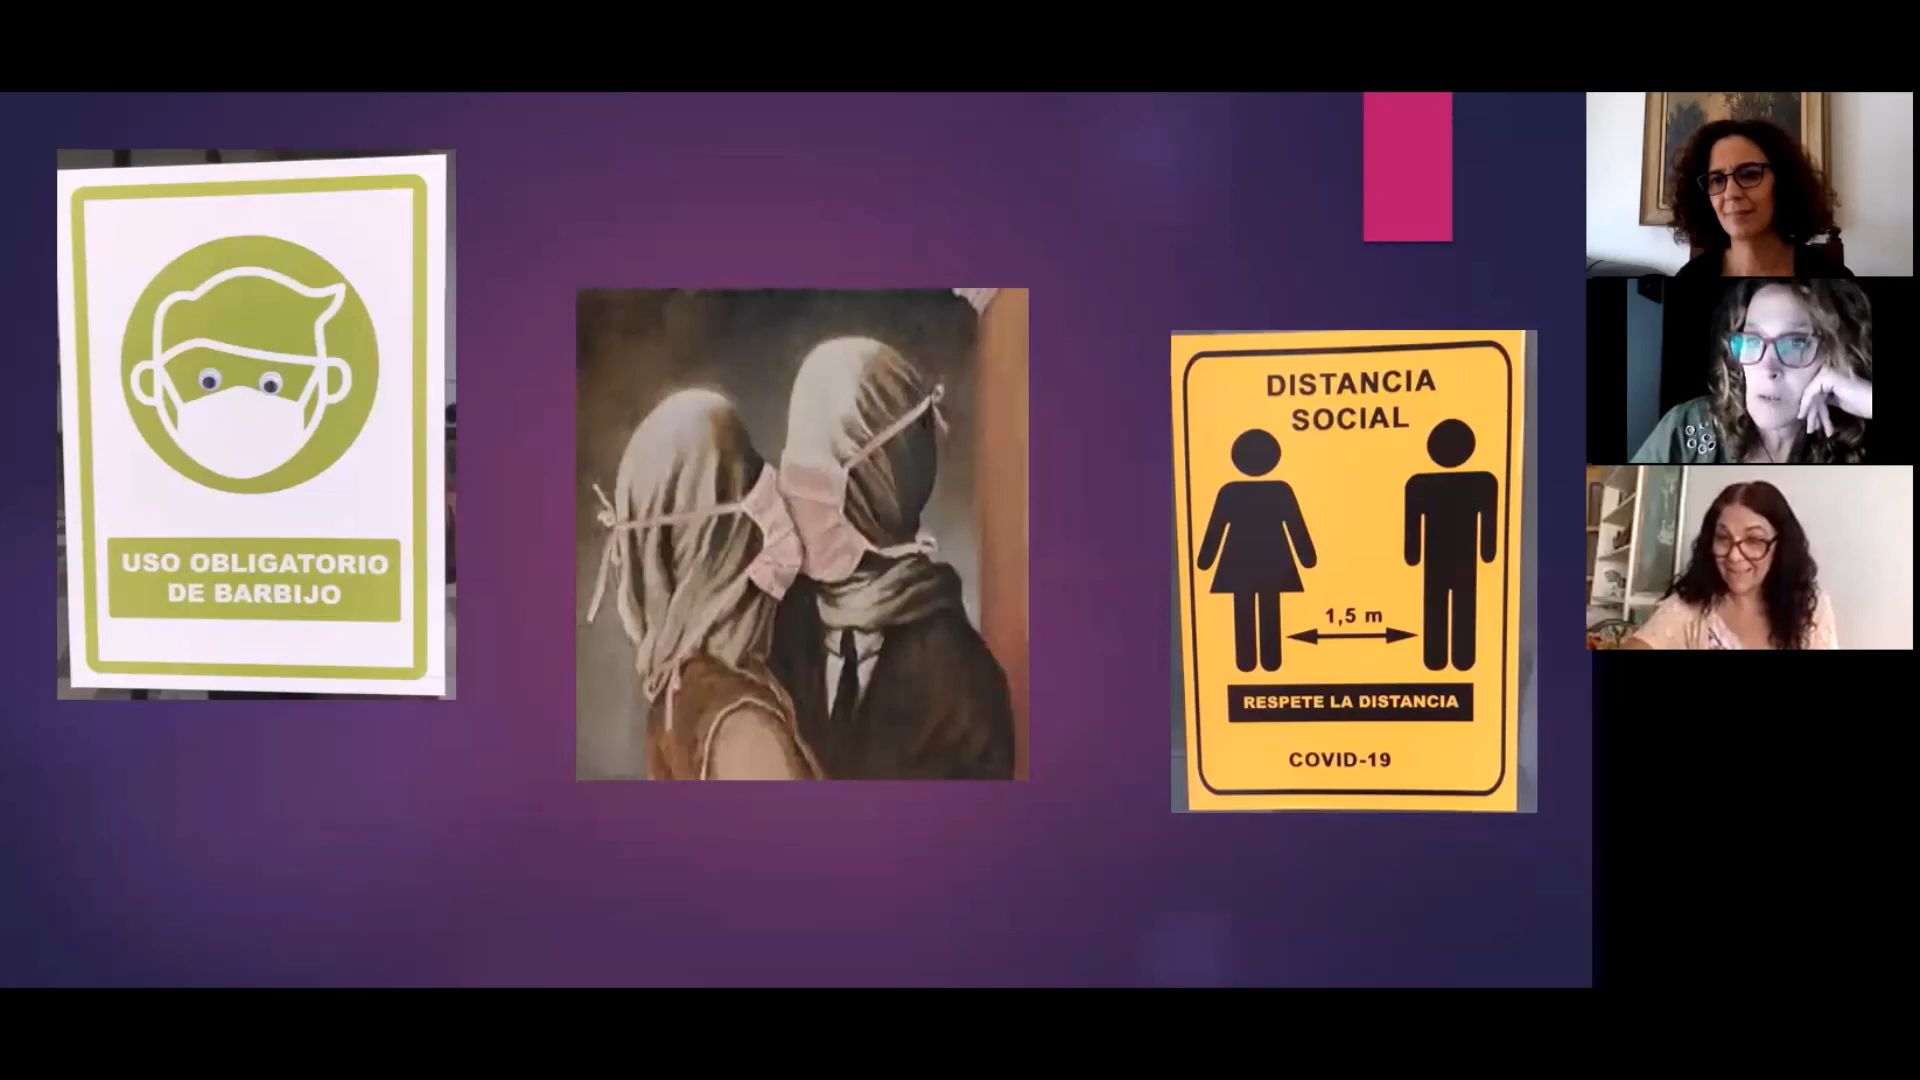 USO OBLIGATORIO
DE BARBIJO
DISTANCIA
SOCIAL
1,5 m
RESPETE LA DISTANCIA
COVID-19